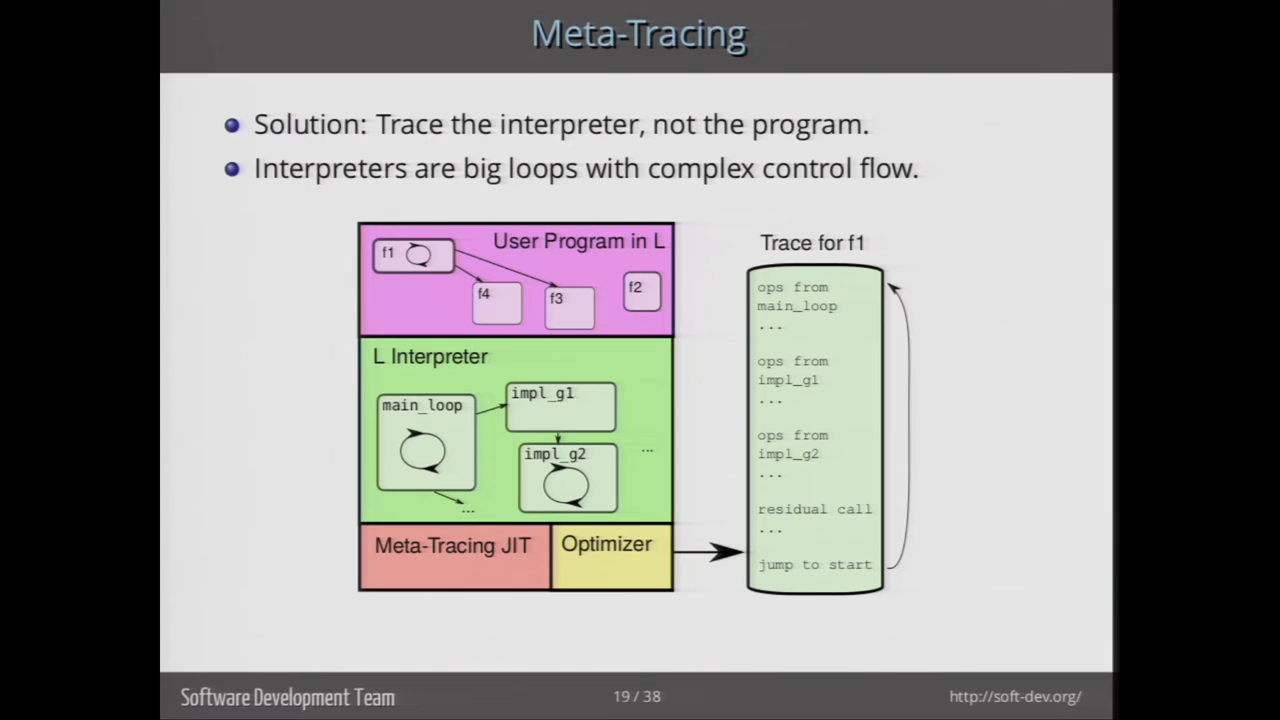 Meta-Tracing
Solution: Trace the interpreter, not the program.
Interpreters are big loops with complex control flow.
User Program in L
f1
f4
f3
f2
L Interpreter
main_loop
impl_g1
impl_g2
...
...
Meta-Tracing JIT
Optimizer
Trace for f1
ops from
main_loop
...
ops from
impl_g1
...
ops from
impl_g2
...
residual call
...
jump to start
Software Development Team
19 / 38
http://soft-dev.org/